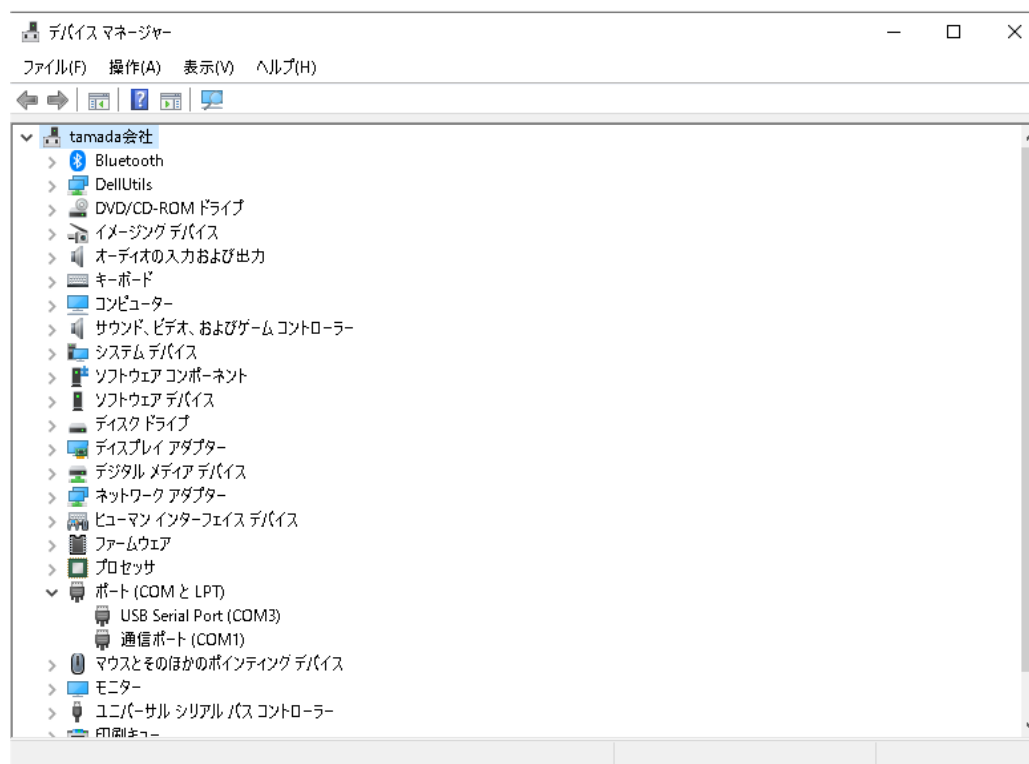 デバイス マネージャー
ファイル(F) 操作(A) 表示(V) ヘルプ(H)
tamada会社
Bluetooth
DellUtils
DVD/CD-ROM ドライブ
イメージング デバイス
オーディオの入力および出力
キーボード
コンピューター
サウンド、ビデオ、およびゲーム コントローラー
システム デバイス
ソフトウェア コンポーネント
ソフトウェア デバイス
ディスク ドライブ
ディスプレイ アダプター
デジタル メディア デバイス
ネットワーク アダプター
ヒューマン インターフェイス デバイス
ファームウェア
プロセッサ
ポート (COM と LPT)
USB Serial Port (COM3)
通信ポート (COM1)
マウスとそのほかのポインティング デバイス
モニター
ユニバーサル シリアル バス コントローラー
印刷キュー